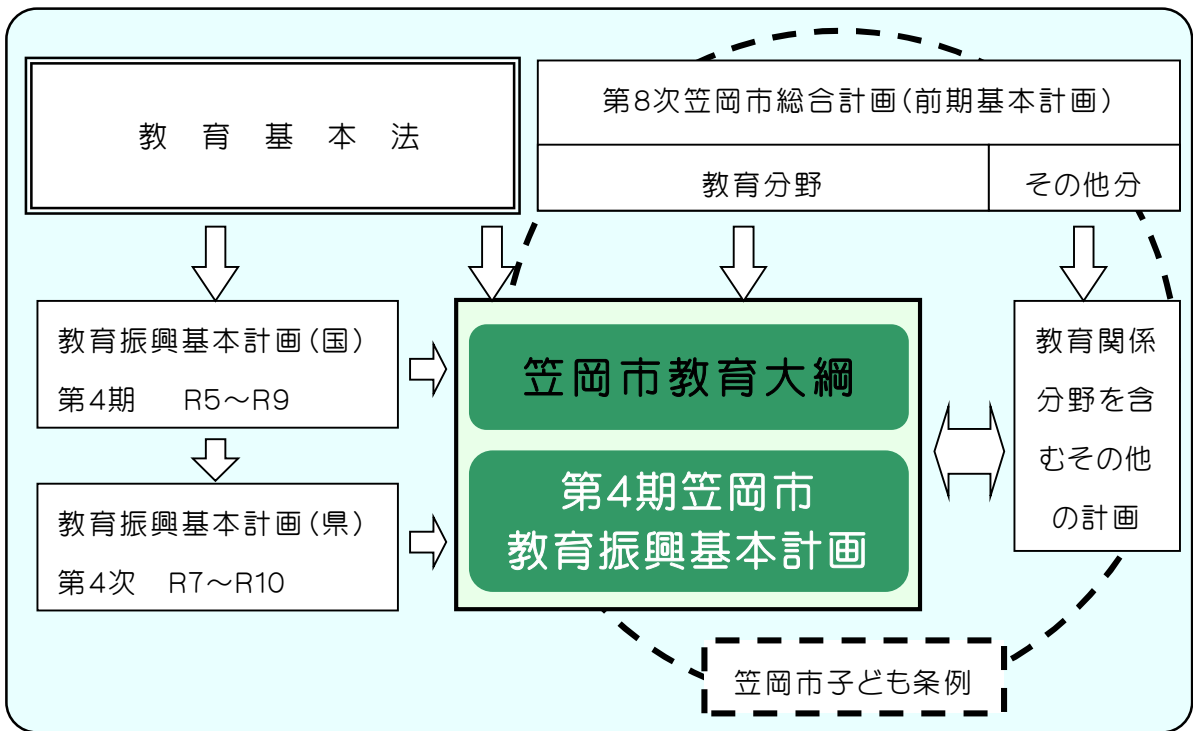 教育基本法
第8次笠岡市総合計画(前期基本計画)
教育分野
その他分
教育振興基本計画(国)
第4期 R5~R9
教育振興基本計画(県)
第4次 R7~R10
笠岡市教育大綱
第4期笠岡市
教育振興基本計画
教育関係
分野を含
むその他
の計画
笠岡市子ども条例